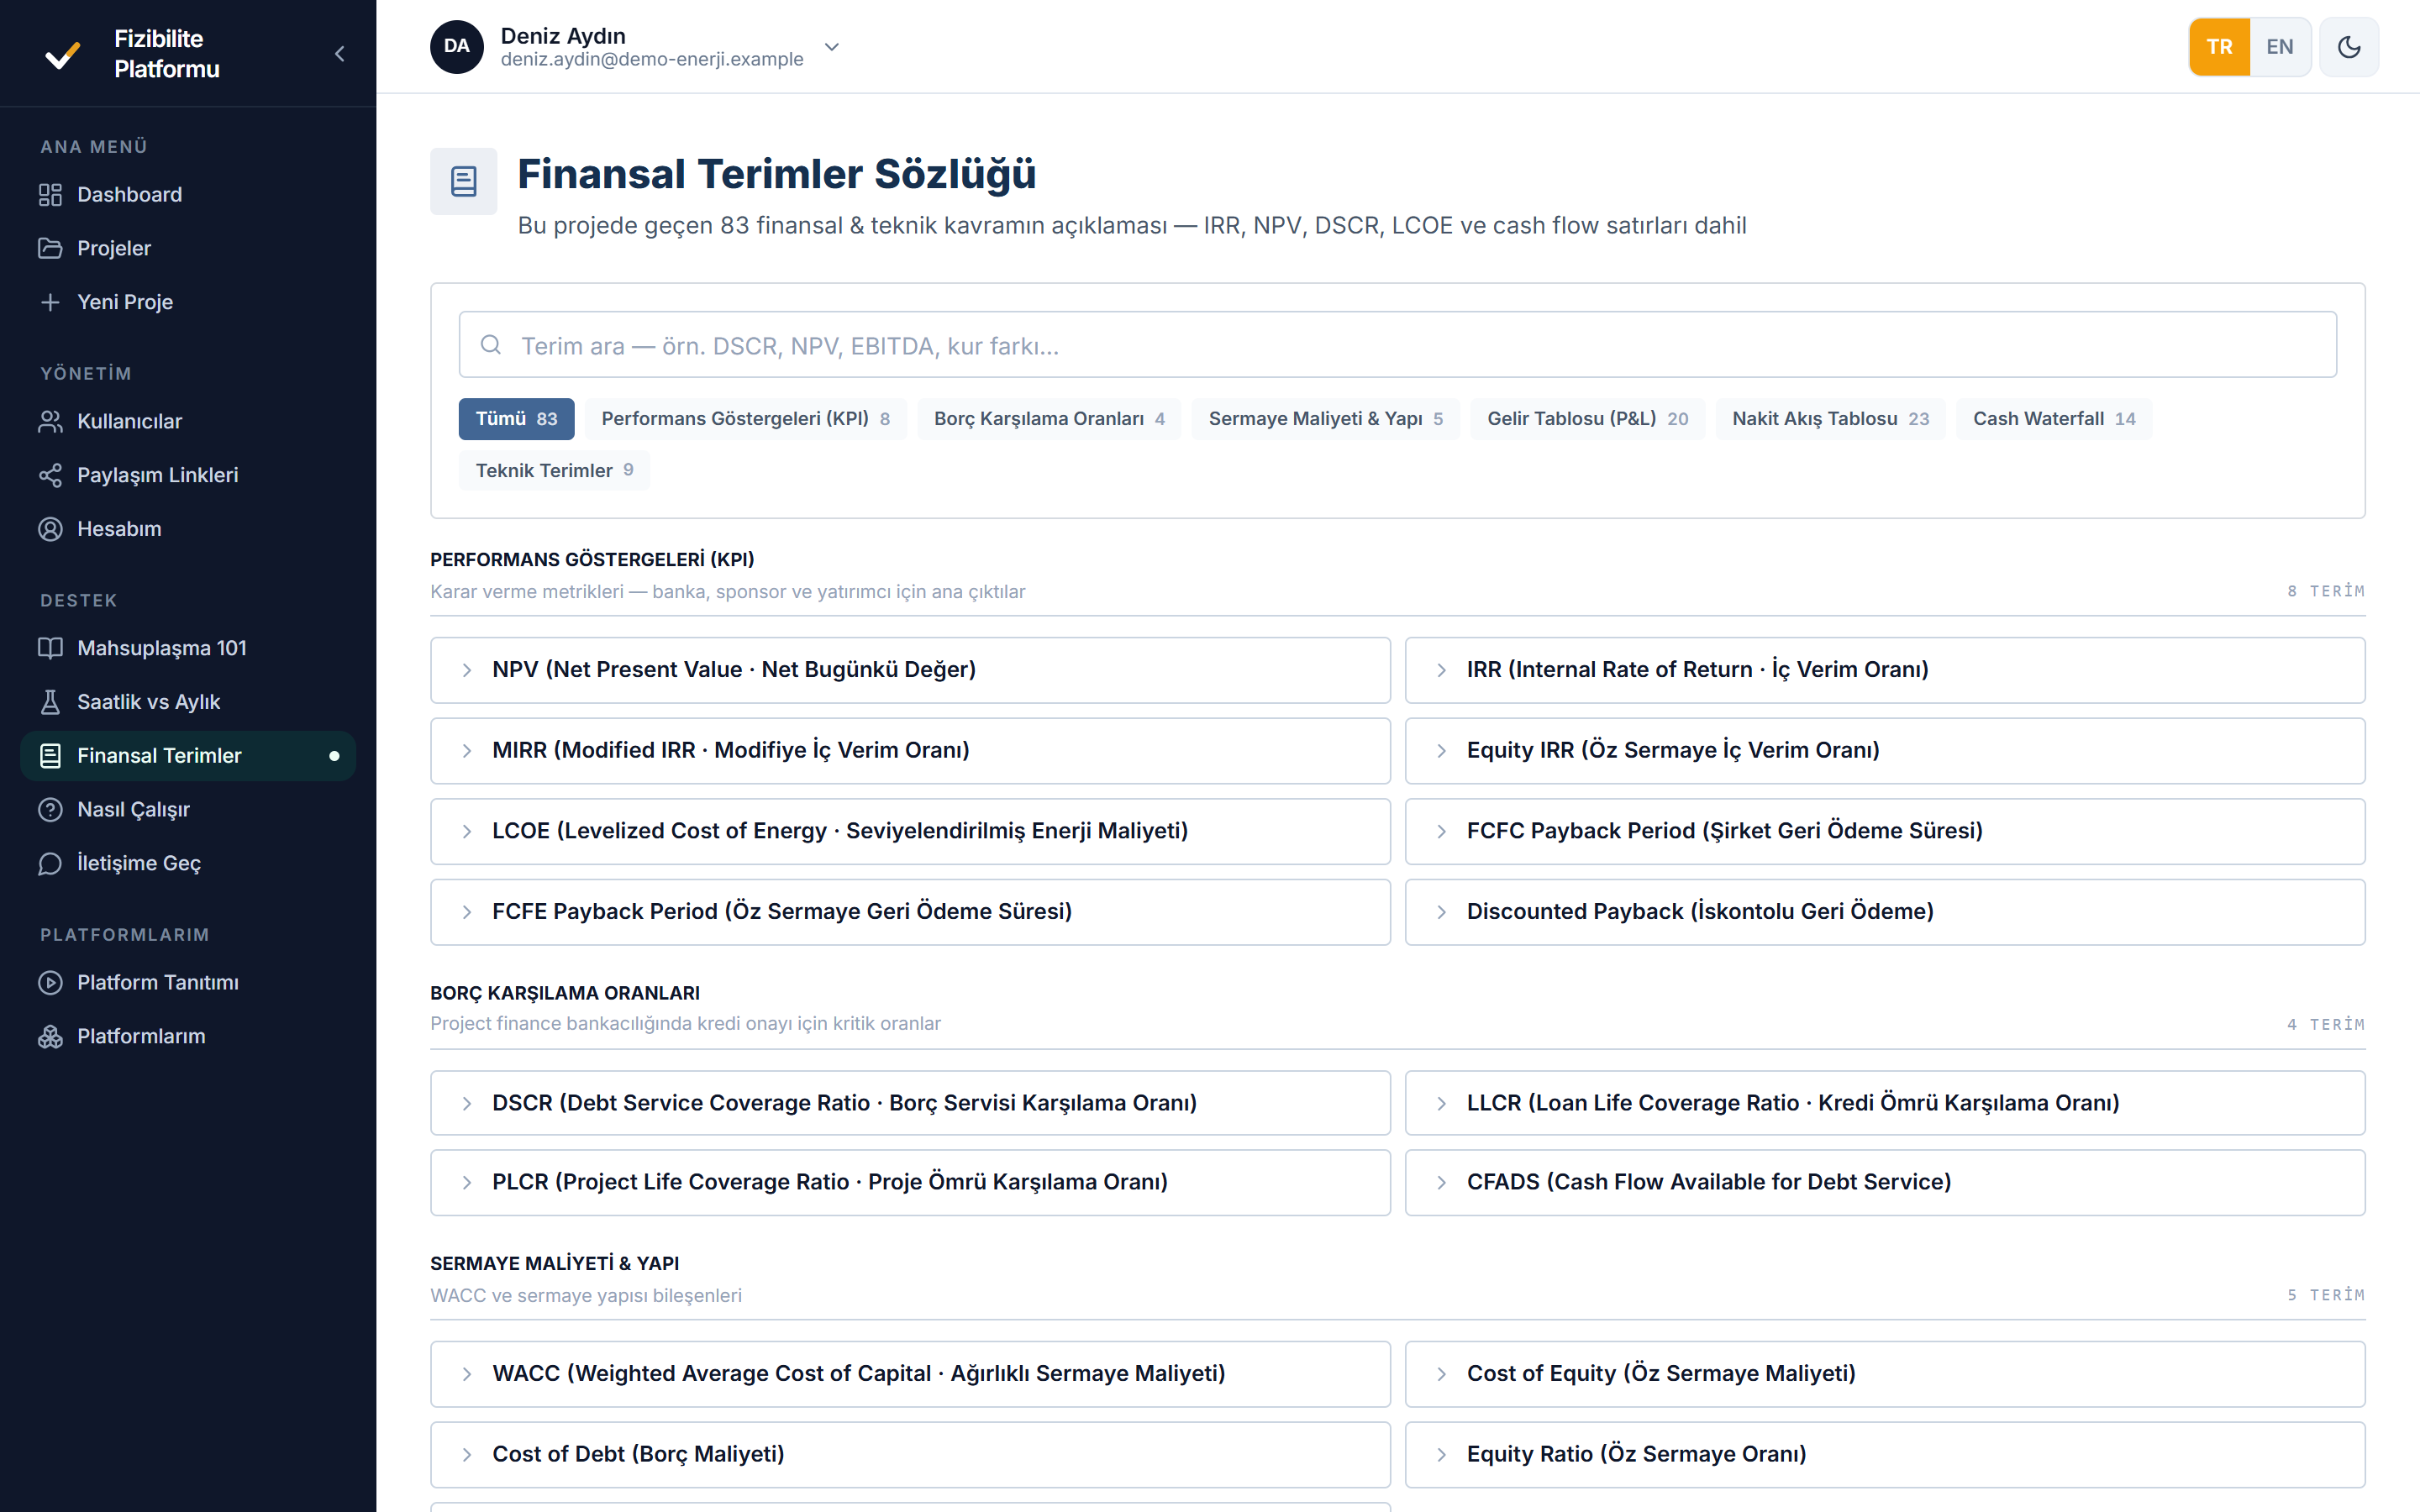 Fizibilite
Platformu
ANA MENÜ
Dashboard
Projeler
Yeni Proje
YÖNETİM
Kullanıcılar
Paylaşım Linkleri
Hesabım
DESTEK
Mahsuplaşma 101
Saatlik vs Aylık
Finansal Terimler
Nasıl Çalışır
İletişime Geç
PLATFORMLARIM
Platform Tanıtımı
Platformlarım
DA
Deniz Aydın
deniz.aydin@demo-enerji.example
TR EN
Finansal Terimler Sözlüğü
Bu projede geçen 83 finansal & teknik kavramın açıklaması — IRR, NPV, DSCR, LCOE ve cash flow satırları dahil
Terim ara — örn. DSCR, NPV, EBITDA, kur farkı...
Tümü 83 Performans Göstergeleri (KPI) 8 Borç Karşılama Oranları 4 Sermaye Maliyeti & Yapı 5 Gelir Tablosu (P&L) 20 Nakit Akış Tablosu 23 Cash Waterfall 14
Teknik Terimler 9
PERFORMANS GÖSTERGELERİ (KPI)
Karar verme metrikleri — banka, sponsor ve yatırımcı için ana çıktılar 8 TERİM
NPV (Net Present Value · Net Bugünkü Değer) IRR (Internal Rate of Return · İç Verim Oranı)
MIRR (Modified IRR · Modifiye İç Verim Oranı) Equity IRR (Öz Sermaye İç Verim Oranı)
LCOE (Levelized Cost of Energy · Seviyelendirilmiş Enerji Maliyeti) FCFC Payback Period (Şirket Geri Ödeme Süresi)
FCFE Payback Period (Öz Sermaye Geri Ödeme Süresi) Discounted Payback (İskontolu Geri Ödeme)
BORÇ KARŞILAMA ORANLARI
Project finance bankacılığında kredi onayı için kritik oranlar 4 TERİM
DSCR (Debt Service Coverage Ratio · Borç Servisi Karşılama Oranı) LLCR (Loan Life Coverage Ratio · Kredi Ömrü Karşılama Oranı)
PLCR (Project Life Coverage Ratio · Proje Ömrü Karşılama Oranı) CFADS (Cash Flow Available for Debt Service)
SERMAYE MALİYETİ & YAPI
WACC ve sermaye yapısı bileşenleri 5 TERİM
WACC (Weighted Average Cost of Capital · Ağırlıklı Sermaye Maliyeti) Cost of Equity (Öz Sermaye Maliyeti)
Cost of Debt (Borç Maliyeti) Equity Ratio (Öz Sermaye Oranı)